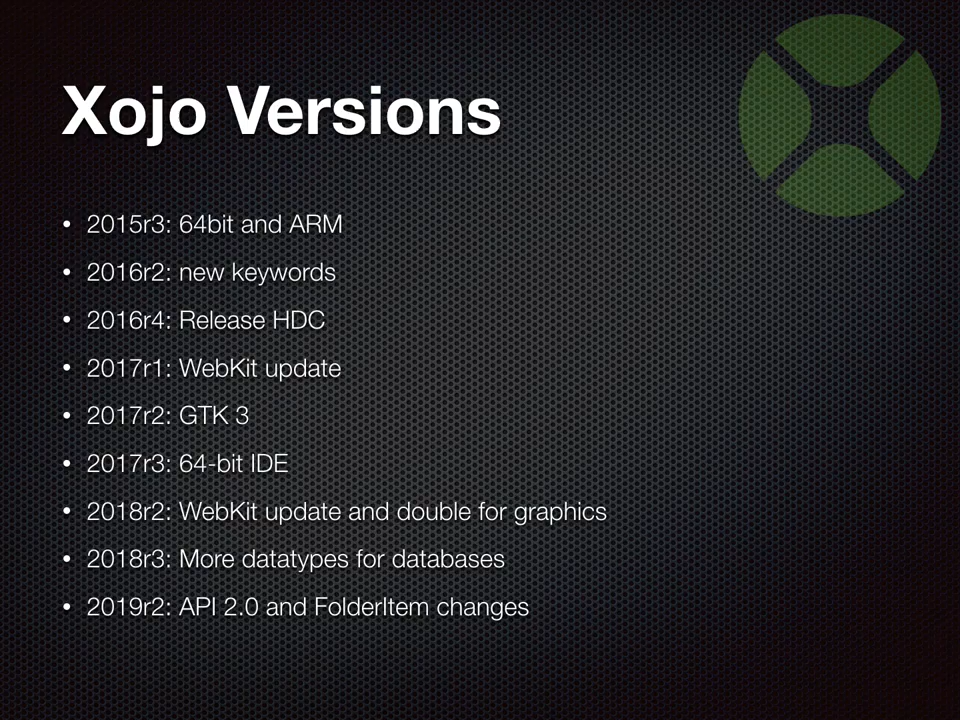 Xojo Versions
• 2015r3: 64bit and ARM
• 2016r2: new keywords
• 2016r4: Release HDC
• 2017r1: WebKit update
• 2017r2: GTK 3
• 2017r3: 64-bit IDE
• 2018r2: WebKit update and double for graphics
• 2018r3: More datatypes for databases
• 2019r2: API 2.0 and FolderItem changes